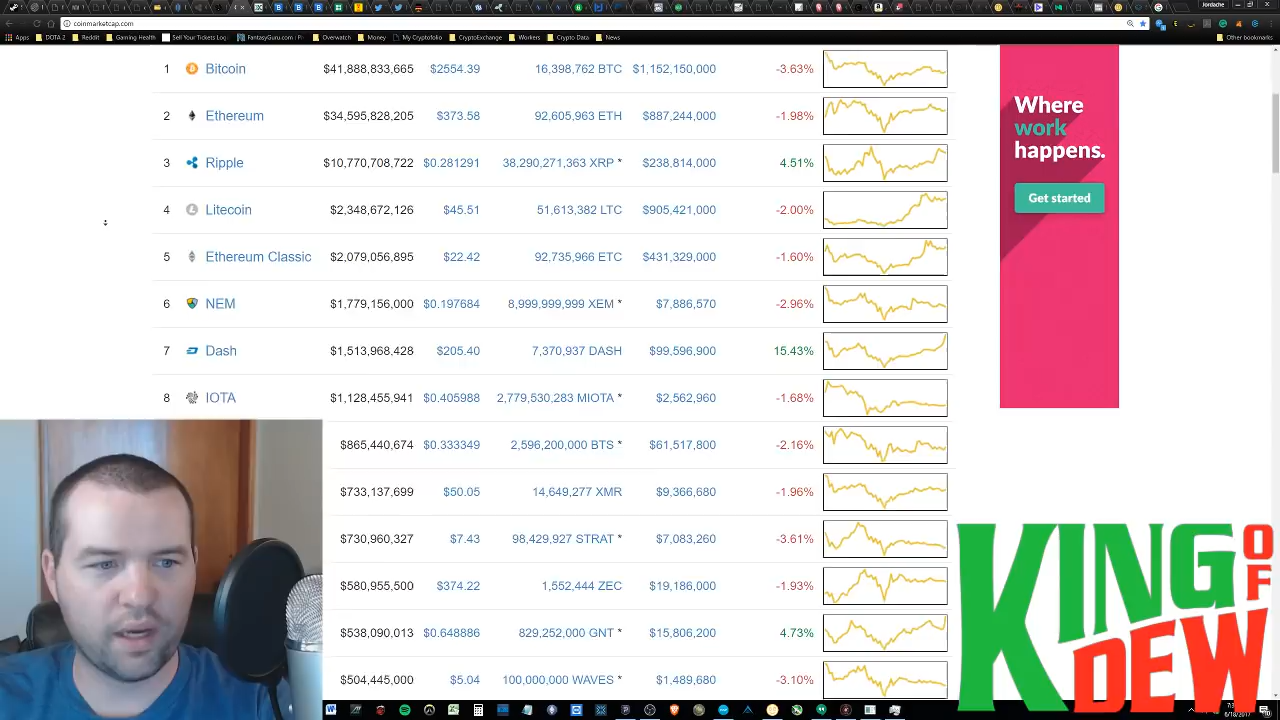 Jordache
coinmarketcap.com
Apps DOTA 2 Reddit Gaming Health Sell Your Tickets Overwatch Money My Cryptofolio CryptoExchange Workers Crypto Data News Other bookmarks
1 Bitcoin $41,888,833,665 $2554.39 16,398,762 BTC $1,152,150,000 -3.63%
2 Ethereum $34,595,828,205 $373.58 92,605,963 ETH $887,244,000 -1.98%
3 Ripple $10,770,708,722 $0.281291 38,290,271,363 XRP * $238,814,000 4.51%
4 Litecoin $2,348,672,121 $45.51 51,613,382 LTC $905,421,000 -2.00%
5 Ethereum Classic $2,079,056,895 $22.42 92,735,966 ETC $431,329,000 -1.60%
6 NEM $1,779,156,000 $0.197684 8,999,999,999 XEM * $7,886,570 -2.96%
7 Dash $1,513,968,428 $205.40 7,370,937 DASH $99,596,900 15.43%
8 IOTA $1,128,455,941 $0.405988 2,779,530,283 MIOTA * $2,562,960 -1.68%
$865,440,674 $0.333349 2,596,200,000 BTS * $61,517,800 -2.16%
$733,137,699 $50.05 14,649,277 XMR $9,366,680 -1.96%
$730,960,327 $7.43 98,429,927 STRAT * $7,083,260 -3.61%
$580,955,500 $374.22 1,552,444 ZEC $19,186,000 -1.93%
$538,090,013 $0.648886 829,252,000 GNT * $15,806,200 4.73%
$504,445,000 $5.04 100,000,000 WAVES * $1,489,680 -3.10%
Where
work
happens.
Get started
KING OF
DEW
6/18/2017